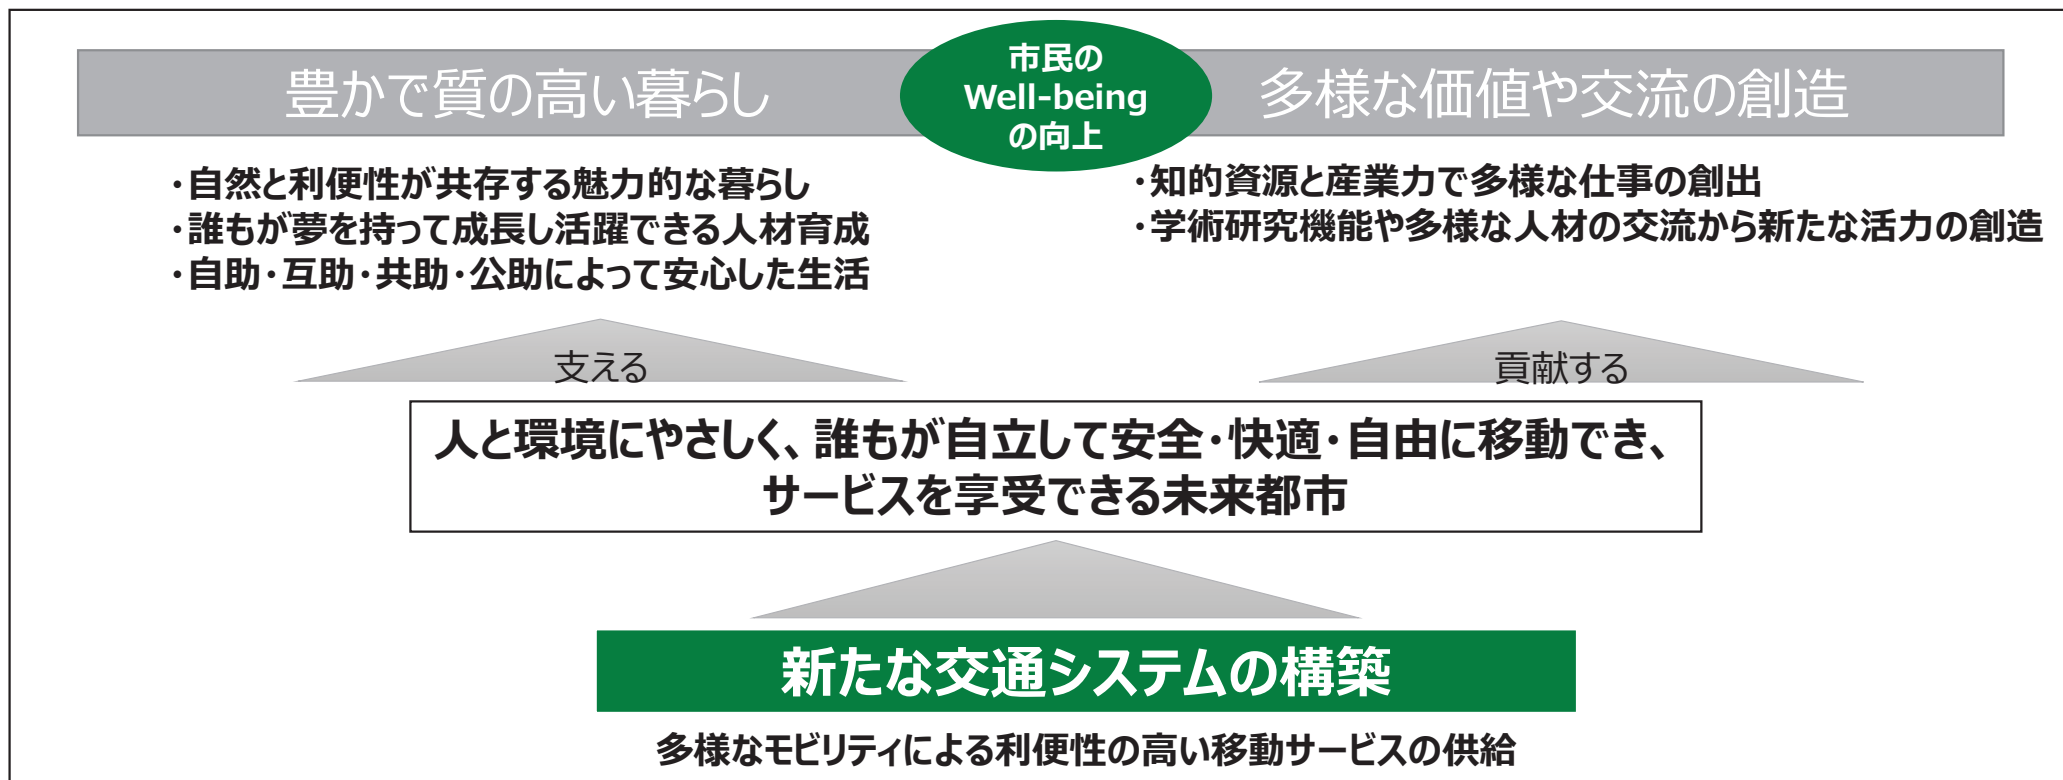 豊かで質の高い暮らし
市民の
Well-being
の向上
多様な価値や交流の創造
・自然と利便性が共存する魅力的な暮らし
・誰もが夢を持って成長し活躍できる人材育成
・自助・互助・共助・公助によって安心した生活
・知的資源と産業力で多様な仕事の創出
・学術研究機能や多様な人材の交流から新たな活力の創造
支える
貢献する
人と環境にやさしく、誰もが自立して安全・快適・自由に移動でき、
サービスを享受できる未来都市
新たな交通システムの構築
多様なモビリティによる利便性の高い移動サービスの供給